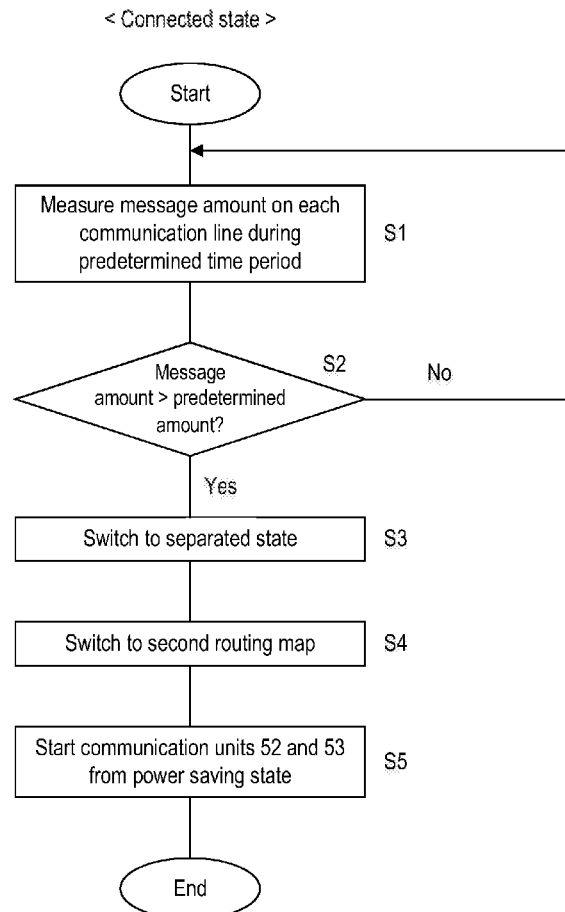 < Connected state >
Start
Measure message amount on each
communication line during
predetermined time period
S1
S2
Message
amount > predetermined
amount?
No
Yes
Switch to separated state
S3
Switch to second routing map
S4
Start communication units 52 and 53
from power saving state
S5
End